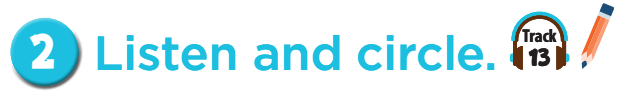 2 Listen and circle. Track
13